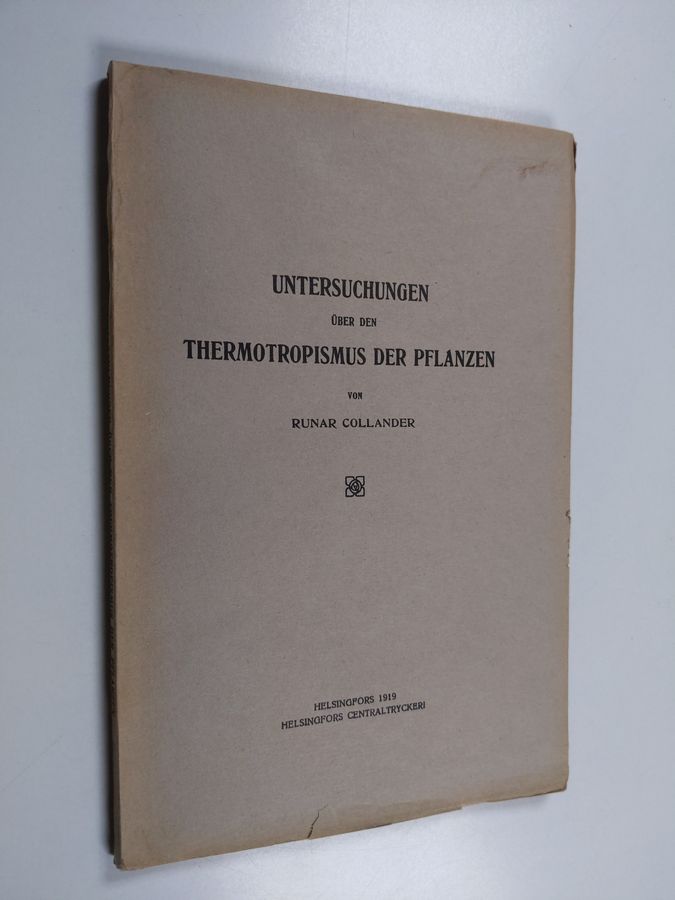 UNTERSUCHUNGEN
ÜBER DEN
THERMOTROPISMUS DER PFLANZEN
VON
RUNAR COLLANDER
HELSINGFORS 1919
HELSINGFORS CENTRALTRYCKERI